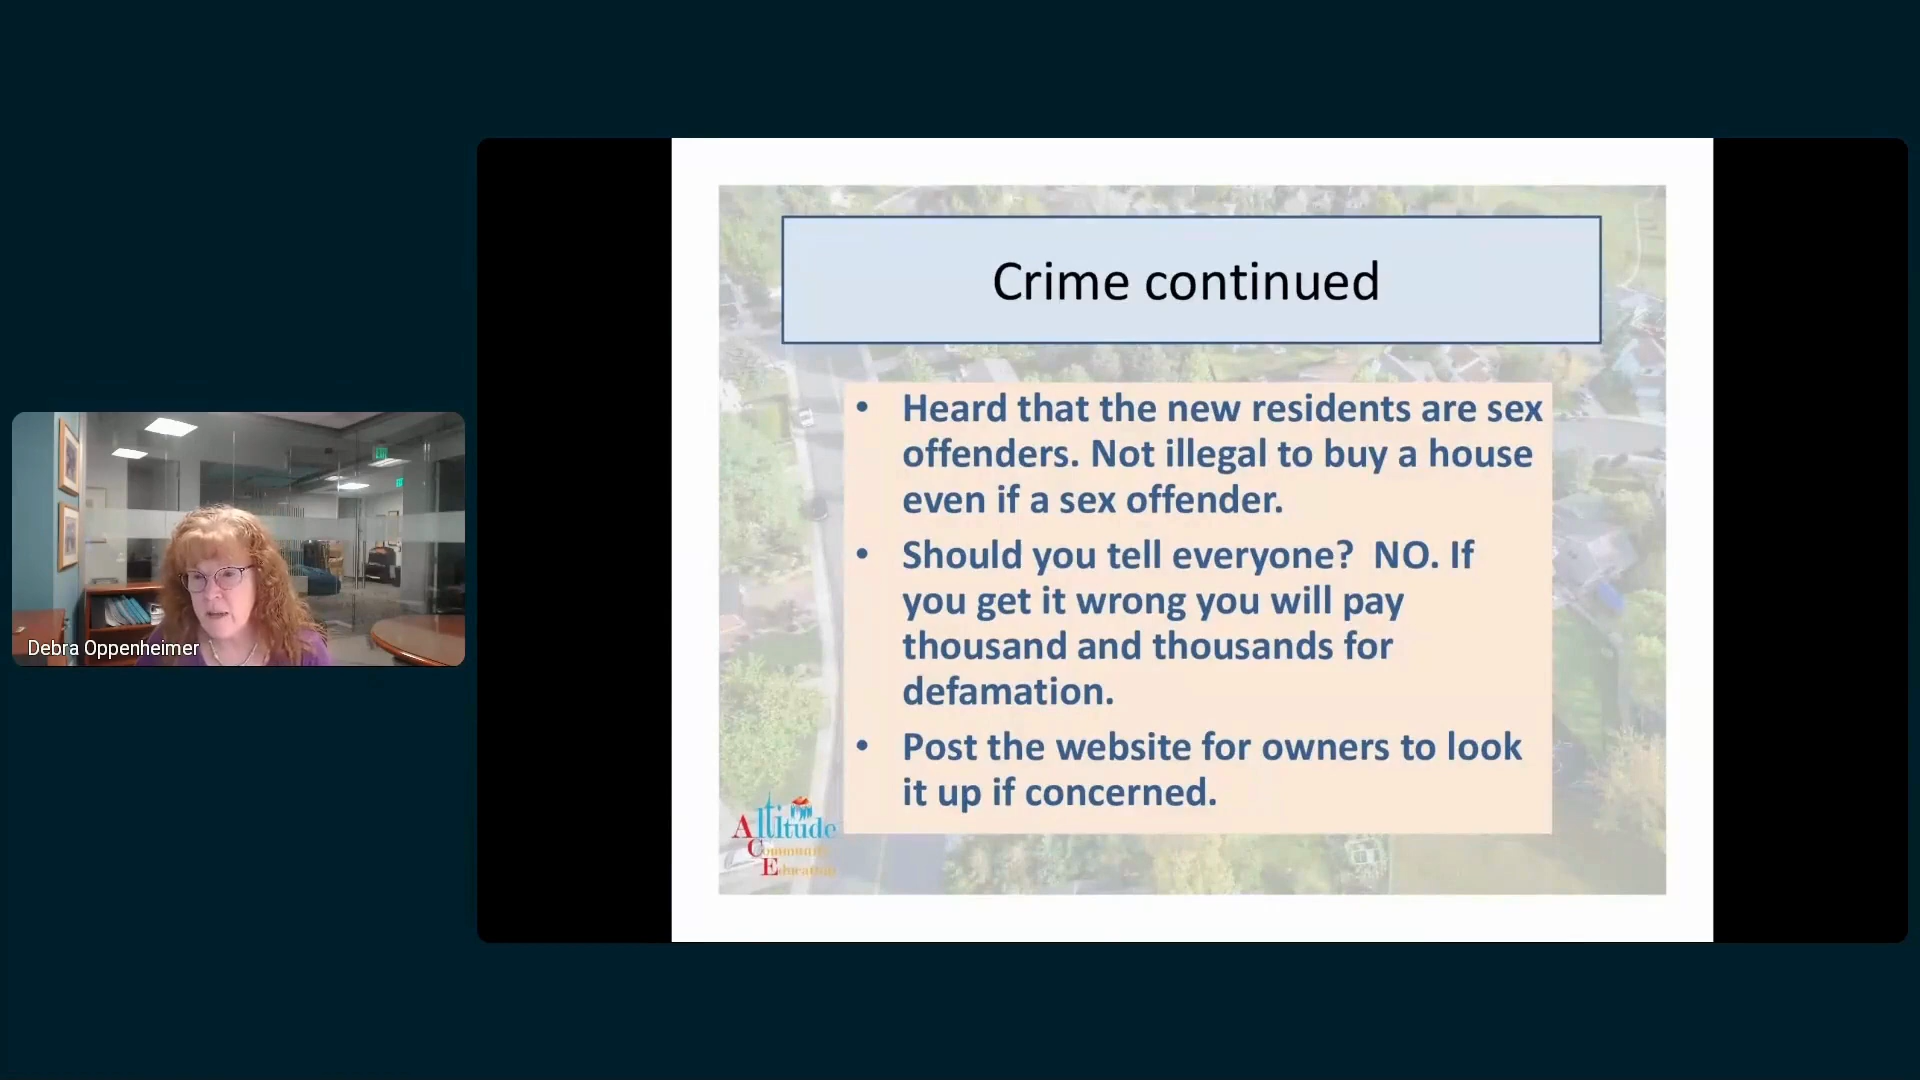 Crime continued
• Heard that the new residents are sex
offenders. Not illegal to buy a house
even if a sex offender.
• Should you tell everyone?  NO. If
you get it wrong you will pay
thousand and thousands for
defamation.
• Post the website for owners to look
it up if concerned.
Altitude
Community
Education
EXIT
Debra Oppenheimer